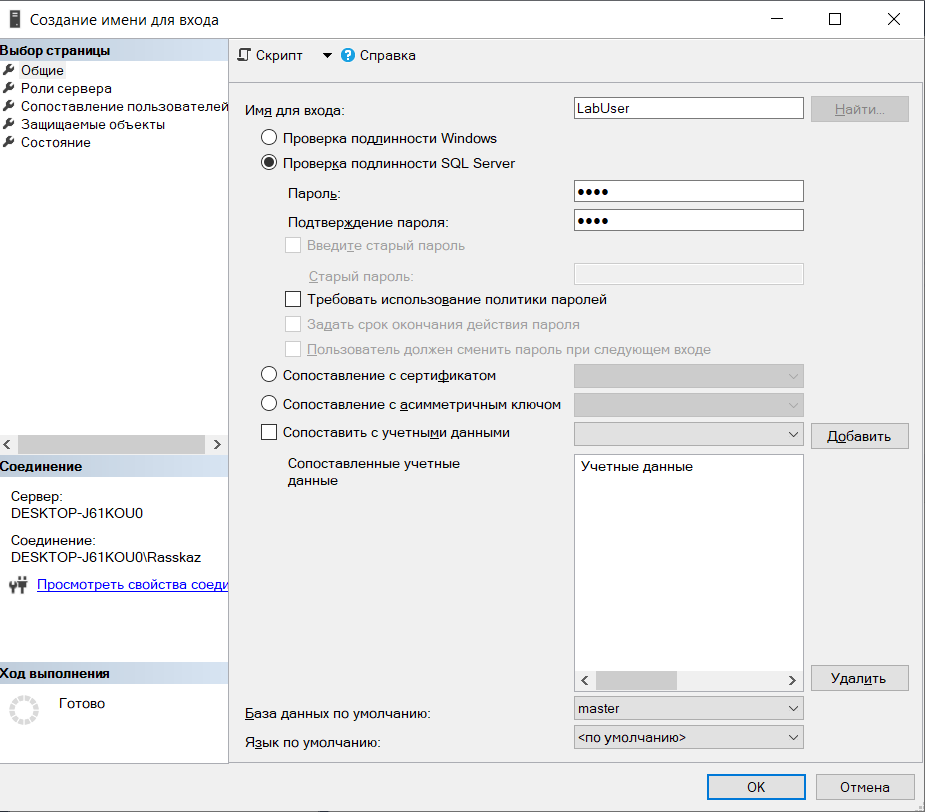 Создание имени для входа
Выбор страницы
Общие
Роли сервера
Сопоставление пользователей
Защищаемые объекты
Состояние
Скрипт
Справка
Имя для входа:
LabUser
Найти...
Проверка подлинности Windows
Проверка подлинности SQL Server
Пароль:
●●●●
Подтверждение пароля:
●●●●
Введите старый пароль
Старый пароль:
Требовать использование политики паролей
Задать срок окончания действия пароля
Пользователь должен сменить пароль при следующем входе
Сопоставление с сертификатом
Сопоставление с асимметричным ключом
Сопоставить с учетными данными
Добавить
Сопоставленные учетные
данные
Учетные данные
Удалить
База данных по умолчанию:
master
Язык по умолчанию:
<по умолчанию>
Соединение
Сервер:
DESKTOP-J61KOU0
Соединение:
DESKTOP-J61KOU0\Rasskaz
Просмотреть свойства соеди
Ход выполнения
Готово
OK
Отмена